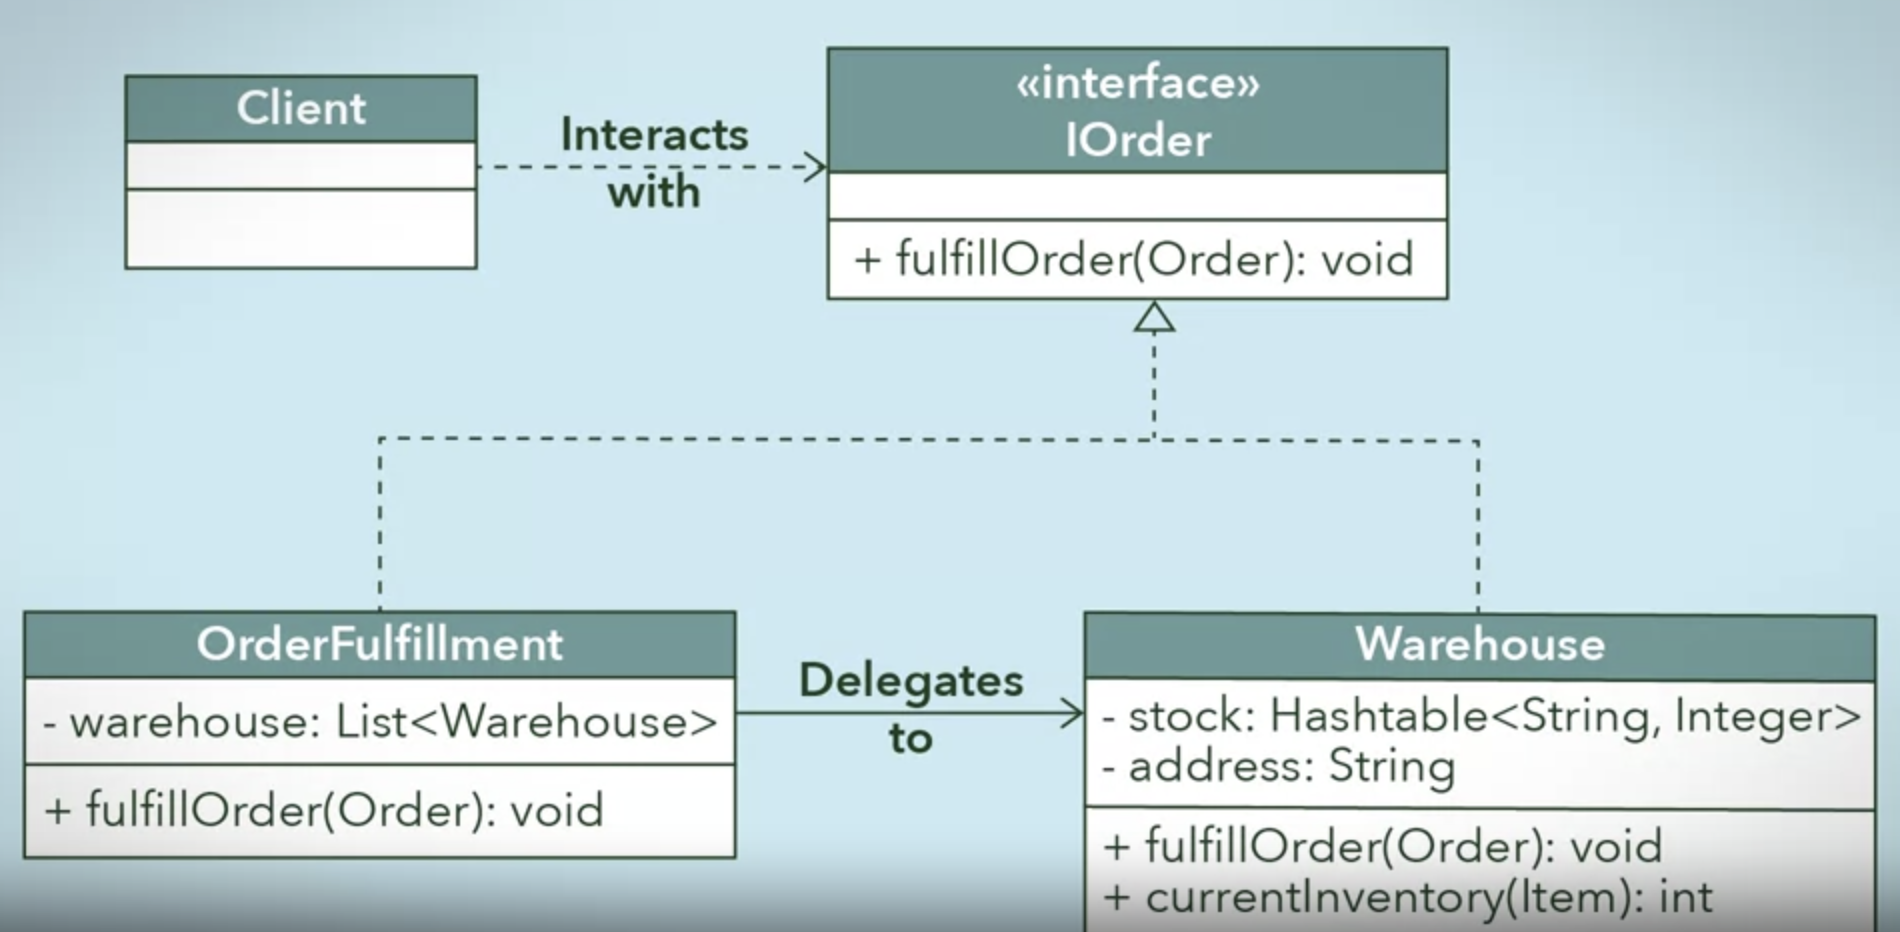 Client
Interacts
with
«interface»
IOrder
+ fulfillOrder(Order): void
OrderFulfillment
- warehouse: List<Warehouse>
+ fulfillOrder(Order): void
Delegates
to
Warehouse
- stock: Hashtable<String, Integer>
- address: String
+ fulfillOrder(Order): void
+ currentInventory(Item): int